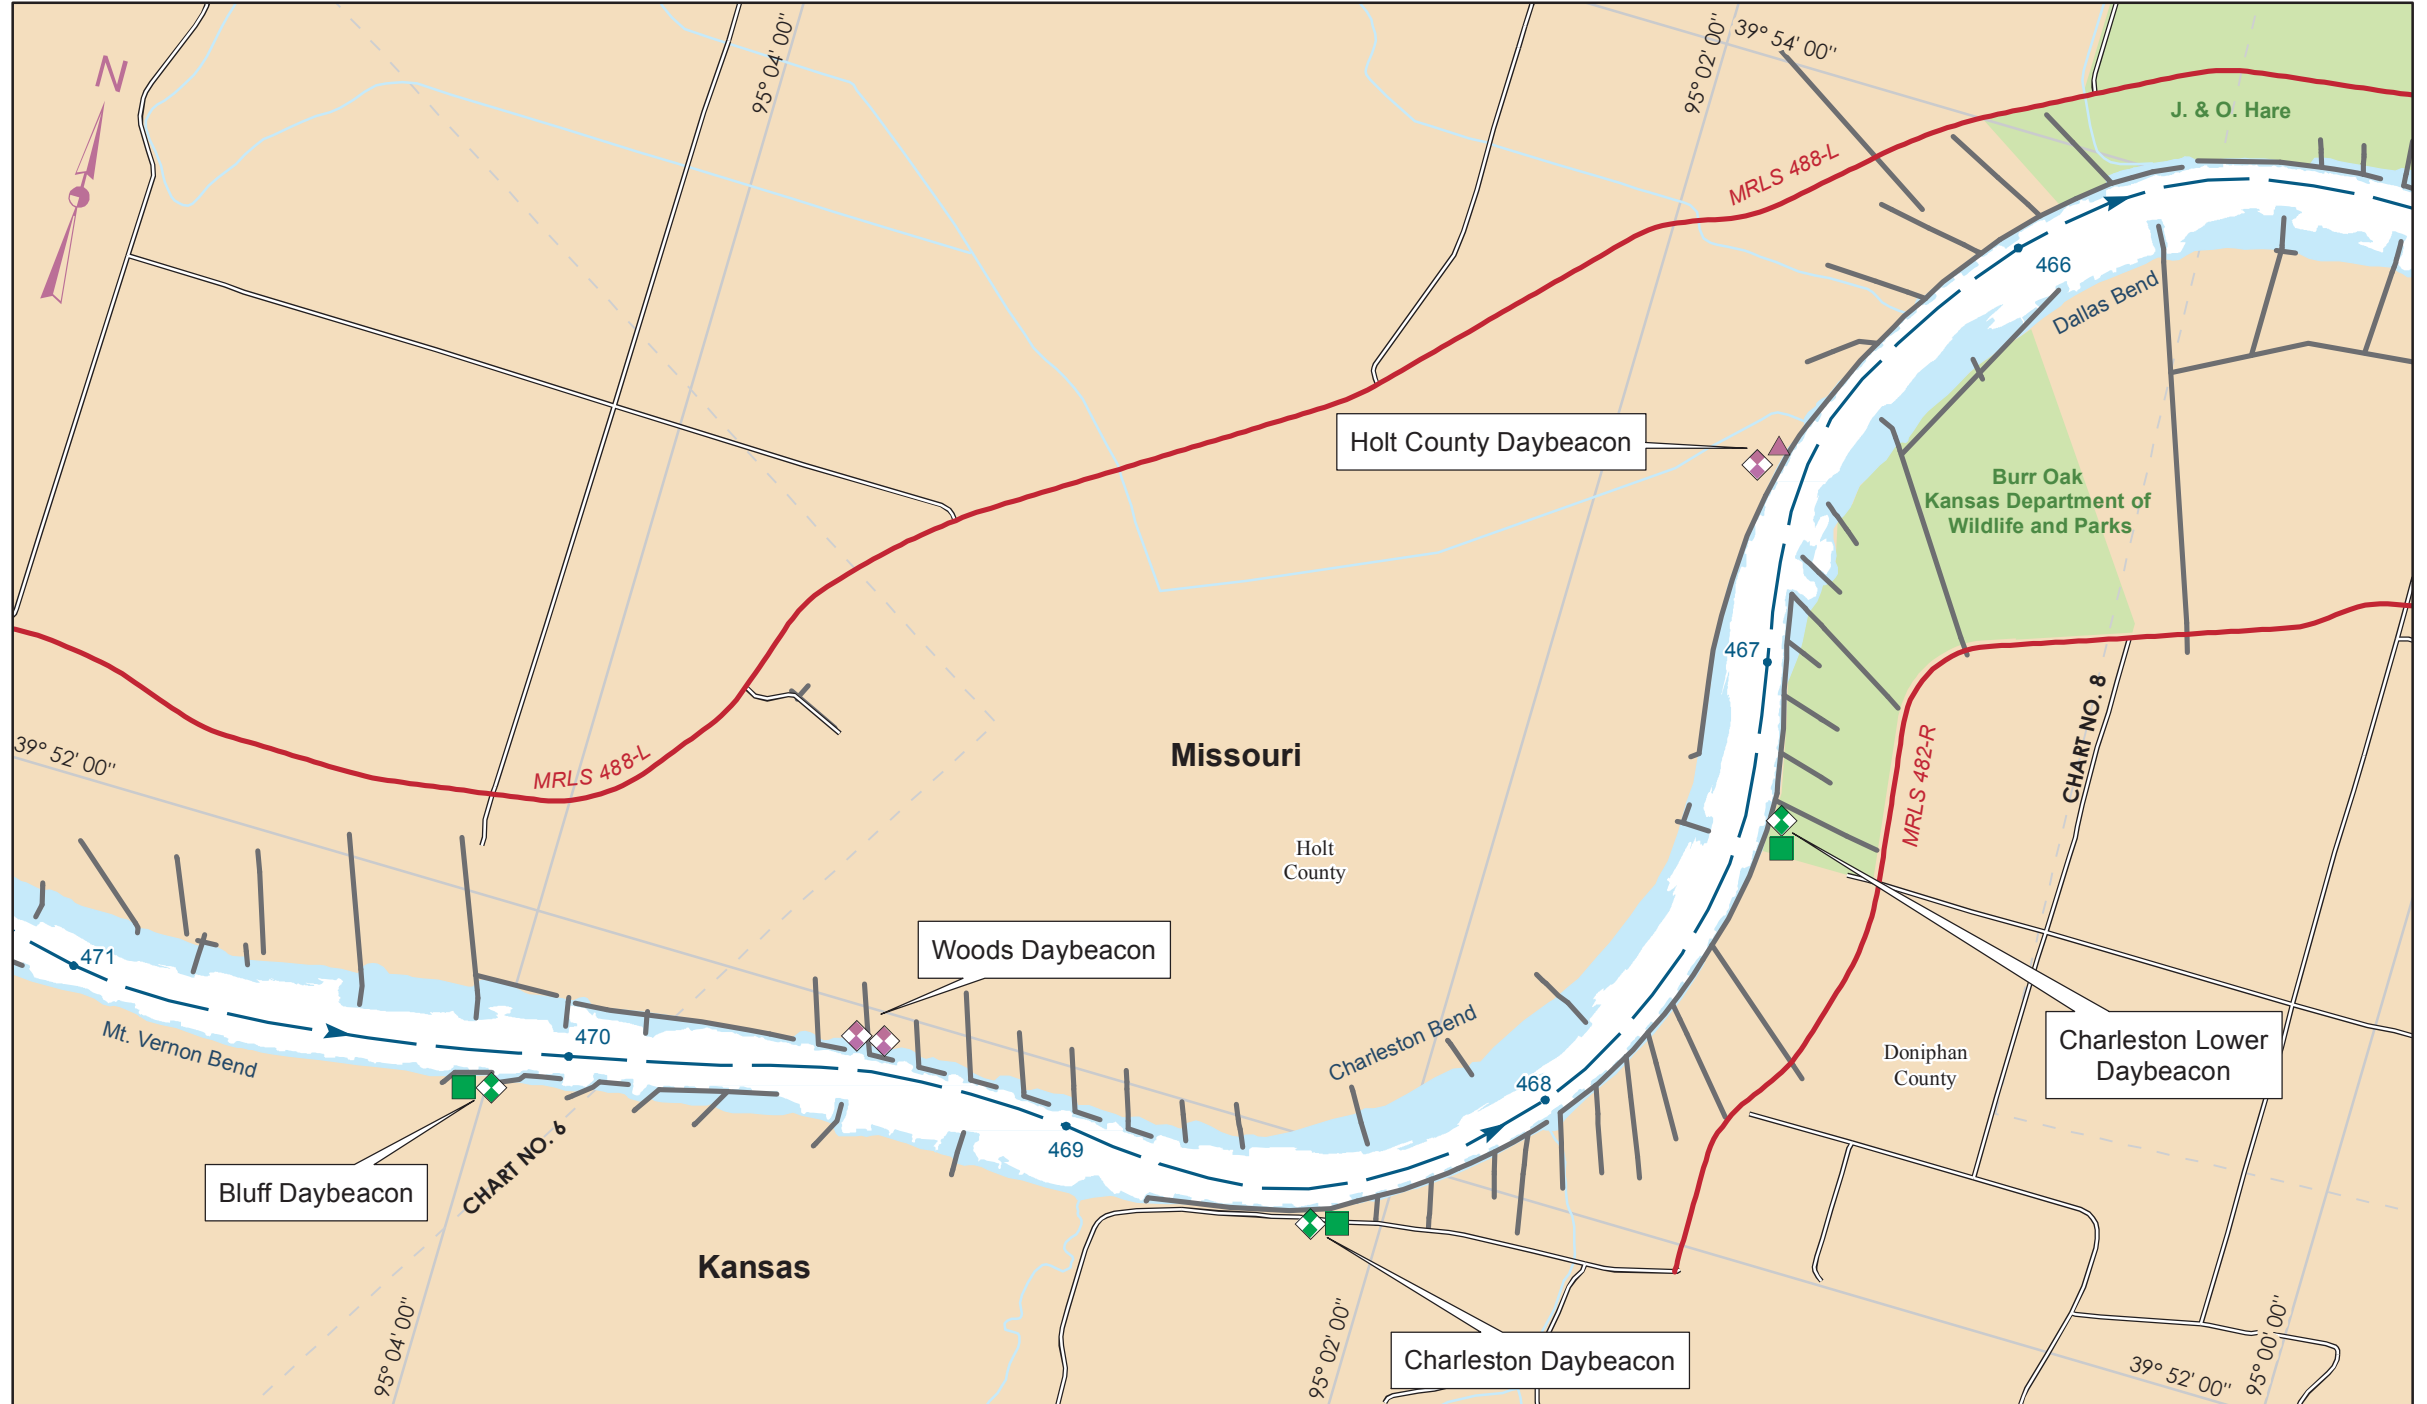 N
95° 04' 00"
95° 02' 00"
39° 54' 00"
J. & O. Hare
MRLS 488-L
466
Dallas Bend
Holt County Daybeacon
Burr Oak
Kansas Department of
Wildlife and Parks
467
CHART NO. 8
39° 52' 00"
MRLS 488-L
Missouri
MRLS 482-R
Holt
County
471
Woods Daybeacon
Mt. Vernon Bend
470
Charleston Bend
Charleston Lower
Daybeacon
Doniphan
County
468
469
CHART NO. 6
Bluff Daybeacon
Kansas
95° 04' 00"
95° 02' 00"
Charleston Daybeacon
39° 52' 00"
95° 00' 00"